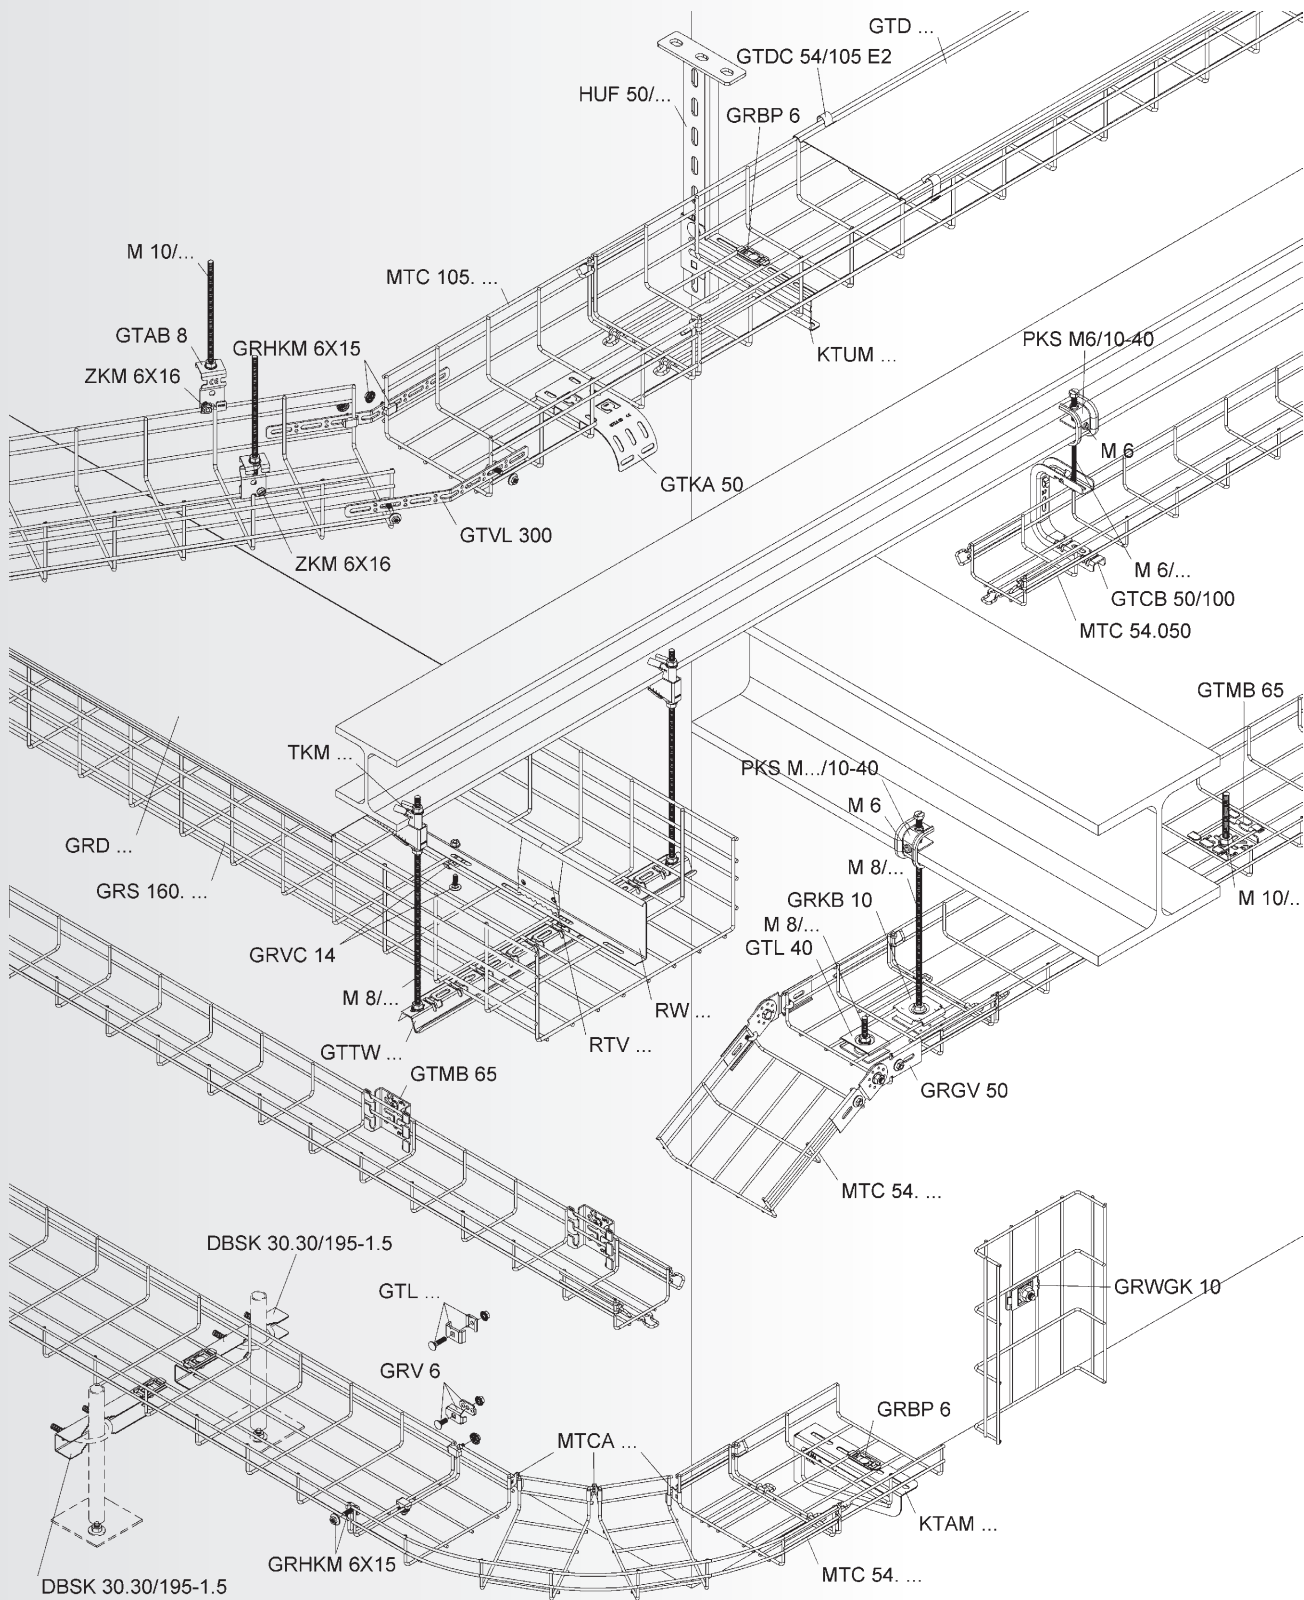 GTD ...
GTDC 54/105 E2
HUF 50/...
GRBP 6
M 10/...
MTC 105. ...
GTAB 8
GRHKM 6X15
ZKM 6X16
KTUM ...
PKS M6/10-40
M 6
GTKA 50
GTVL 300
ZKM 6X16
M 6/...
GTCB 50/100
MTC 54.050
GTMB 65
TKM ...
PKS M.../10-40
M 6
GRD ...
M 8/...
GRS 160. ...
GRKB 10
M 10/..
M 8/...
GTL 40
GRVC 14
M 8/...
RW ...
RTV ...
GTTW ...
GTMB 65
GRGV 50
MTC 54. ...
DBSK 30.30/195-1.5
GTL ...
GRWGK 10
GRV 6
GRBP 6
MTCA ...
KTAM ...
GRHKM 6X15
MTC 54. ...
DBSK 30.30/195-1.5